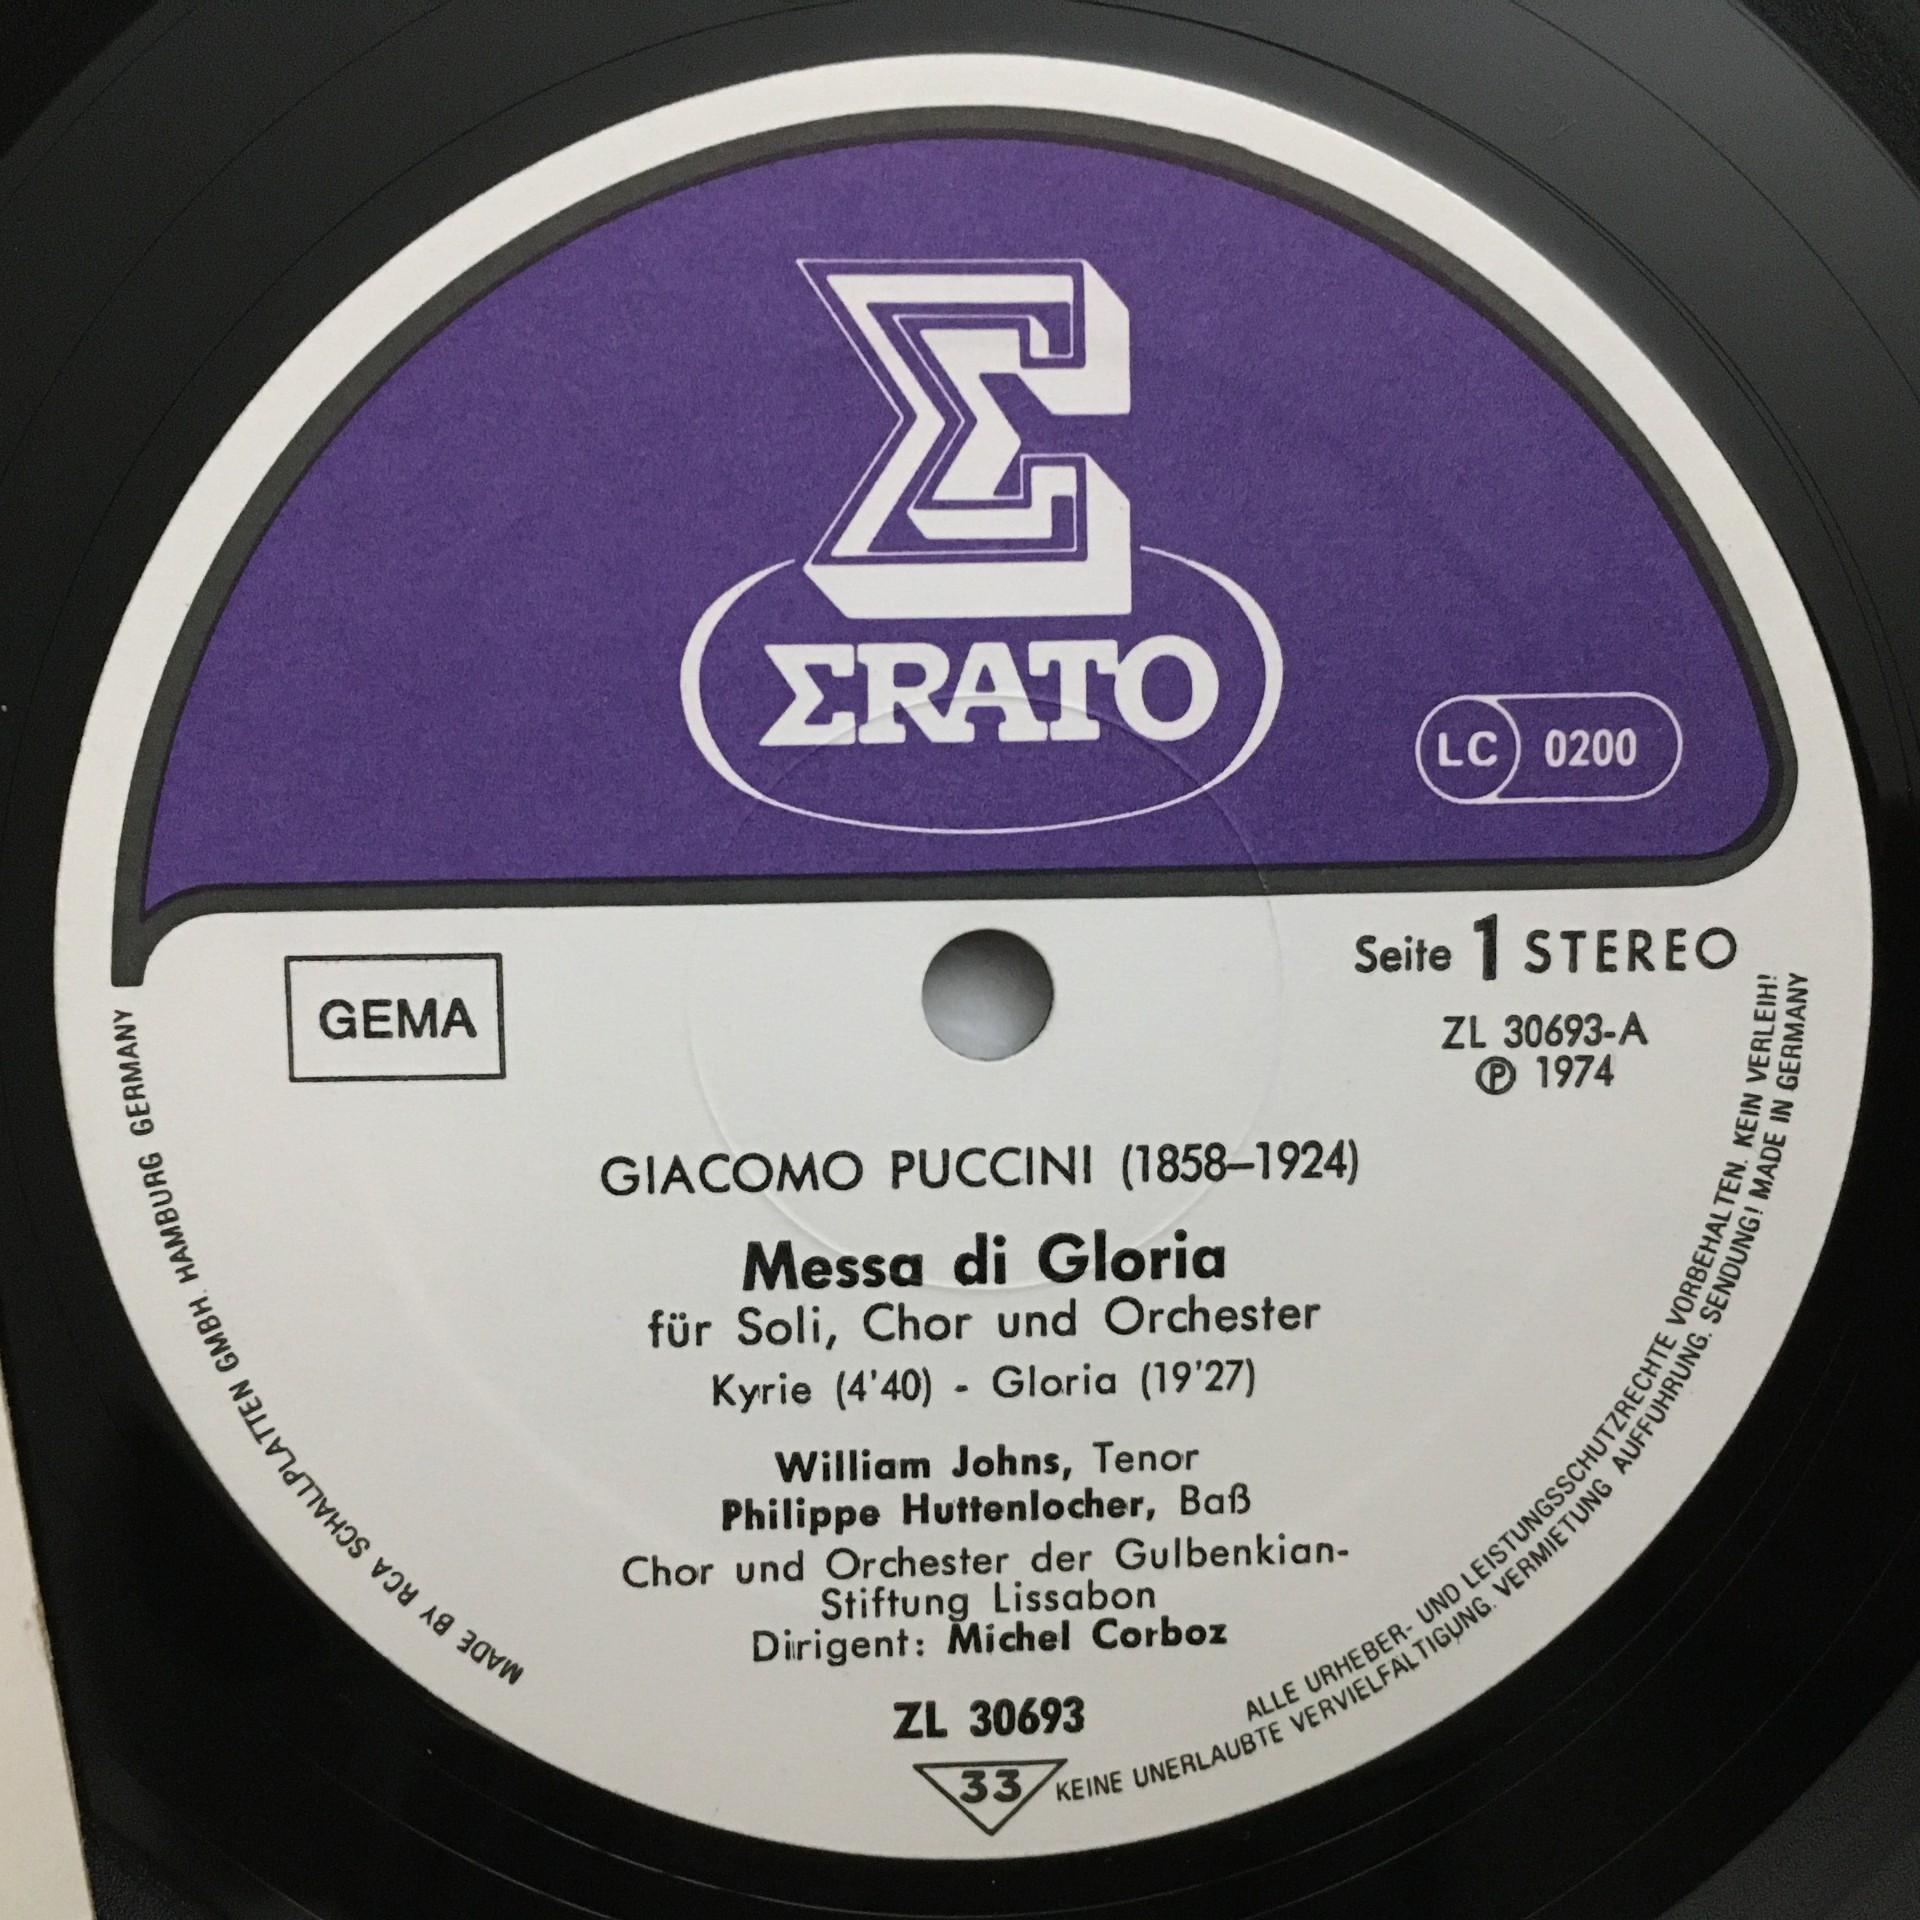 Σ
ΣRATO
LC 0200
GEMA
Seite 1 STEREO
ZL 30693-A
Ⓟ 1974
GIACOMO PUCCINI (1858–1924)
Messa di Gloria
für Soli, Chor und Orchester
Kyrie (4'40) - Gloria (19'27)
William Johns, Tenor
Philippe Huttenlocher, Baß
Chor und Orchester der Gulbenkian-
Stiftung Lissabon
Dirigent: Michel Corboz
ZL 30693
33
MADE BY RCA SCHALLPLATTEN GMBH. HAMBURG GERMANY
ALLE URHEBER- UND LEISTUNGSSCHUTZRECHTE VORBEHALTEN. KEIN VERLEIH!
KEINE UNERLAUBTE VERVIELFÄLTIGUNG. VERMIETUNG AUFFÜHRUNG. SENDUNG! MADE IN GERMANY